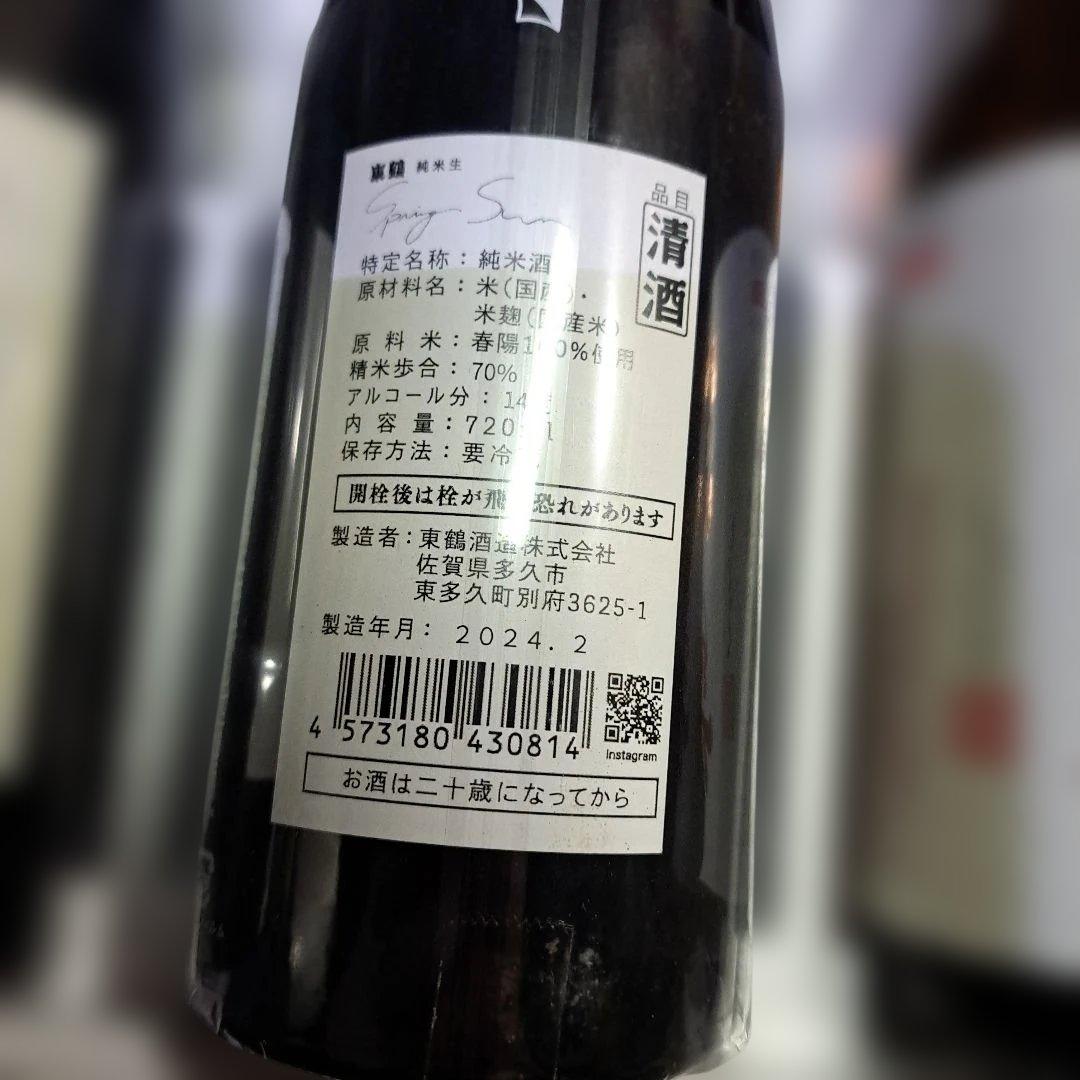 東鶴 純米生
Spring Sun
品目
清酒
特定名称：純米酒
原材料名：米(国産)・
米麹(国産米)
原料米：春陽100%使用
精米歩合：70%
アルコール分：14
内容量：720ml
保存方法：要冷
開栓後は栓が飛ぶ恐れがあります
製造者：東鶴酒造株式会社
佐賀県多久市
東多久町別府3625-1
製造年月：2024.2
4 573180 430814
Instagram
お酒は二十歳になってから